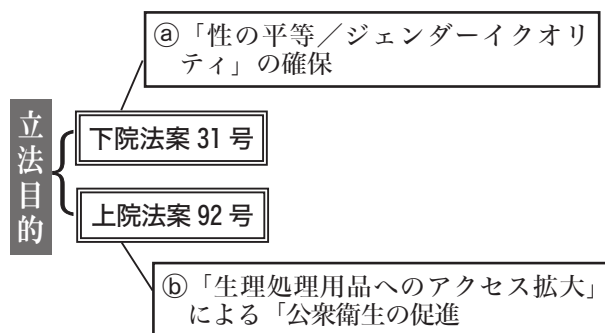 ⓐ「性の平等／ジェンダーイクオリ
ティ」の確保
立法目的
下院法案 31 号
上院法案 92 号
ⓑ「生理処理用品へのアクセス拡大」
による「公衆衛生の促進